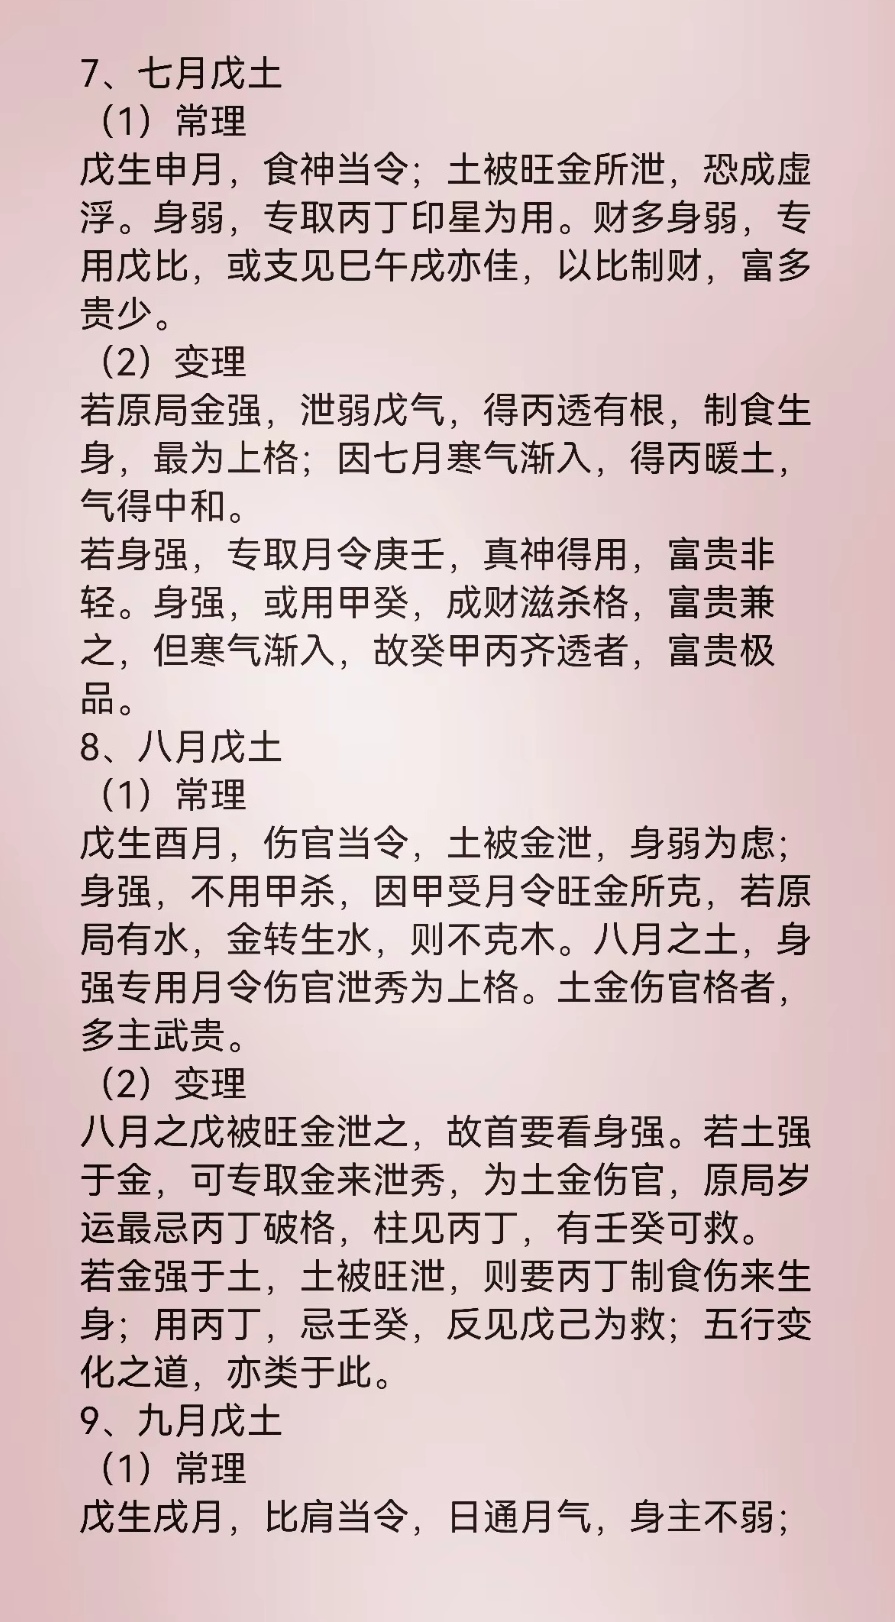 7、七月戊土
（1）常理
戊生申月，食神当令；土被旺金所泄，恐成虚
浮。身弱，专取丙丁印星为用。财多身弱，专
用戊比，或支见巳午戌亦佳，以比制财，富多
贵少。
（2）变理
若原局金强，泄弱戊气，得丙透有根，制食生
身，最为上格；因七月寒气渐入，得丙暖土，
气得中和。
若身强，专取月令庚壬，真神得用，富贵非
轻。身强，或用甲癸，成财滋杀格，富贵兼
之，但寒气渐入，故癸甲丙齐透者，富贵极
品。
8、八月戊土
（1）常理
戊生酉月，伤官当令，土被金泄，身弱为虑；
身强，不用甲杀，因甲受月令旺金所克，若原
局有水，金转生水，则不克木。八月之土，身
强专用月令伤官泄秀为上格。土金伤官格者，
多主武贵。
（2）变理
八月之戊被旺金泄之，故首要看身强。若土强
于金，可专取金来泄秀，为土金伤官，原局岁
运最忌丙丁破格，柱见丙丁，有壬癸可救。
若金强于土，土被旺泄，则要丙丁制食伤来生
身；用丙丁，忌壬癸，反见戊己为救；五行变
化之道，亦类于此。
9、九月戊土
（1）常理
戊生戌月，比肩当令，日通月气，身主不弱；